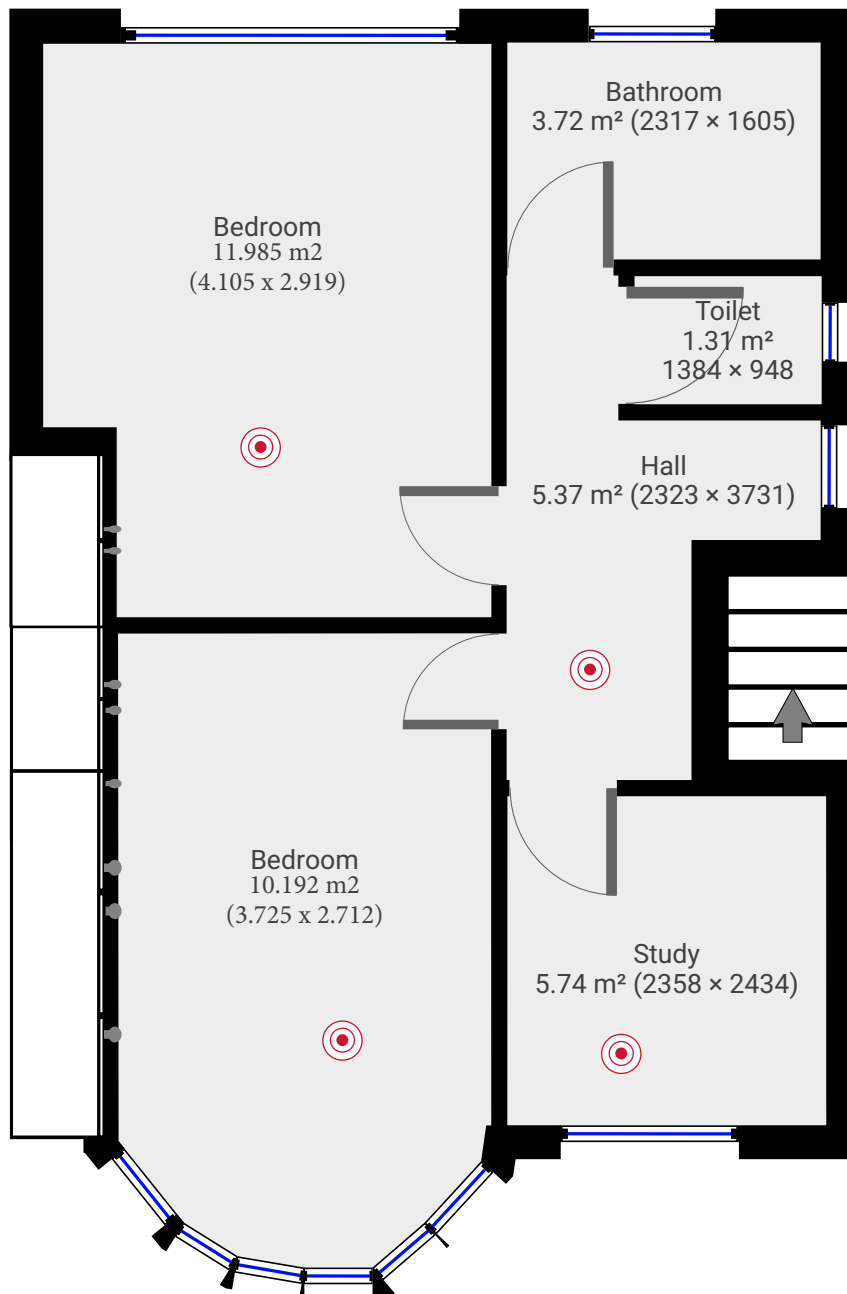 Bathroom
3.72 m² (2317 × 1605)
Bedroom
11.985 m2
(4.105 x 2.919)
Toilet
1.31 m²
1384 × 948
Hall
5.37 m² (2323 × 3731)
Bedroom
10.192 m2
(3.725 x 2.712)
Study
5.74 m² (2358 × 2434)